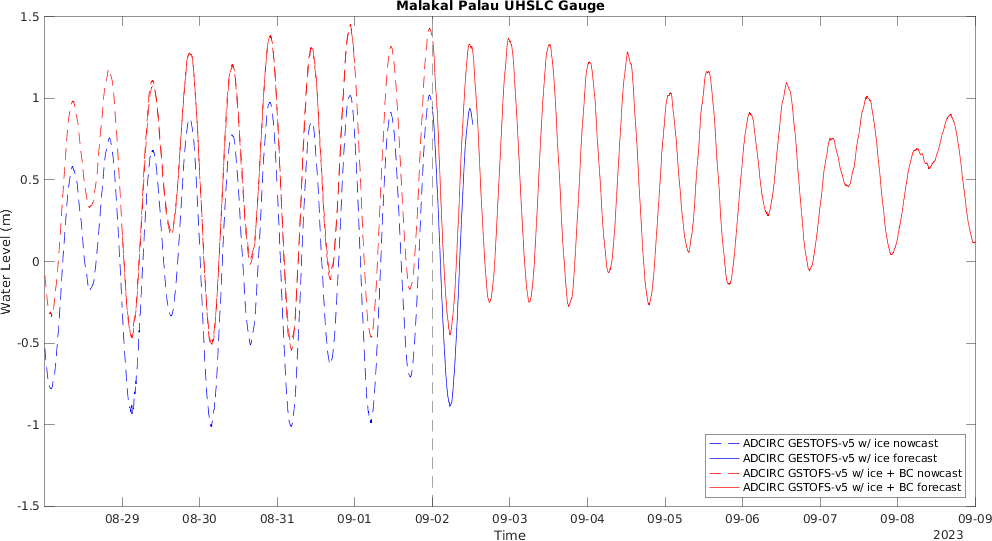 Malakal Palau UHSLC Gauge
1.5
1
0.5
0
-0.5
-1
-1.5
Water Level (m)
ADCIRC GESTOFS-v5 w/ ice nowcast
ADCIRC GESTOFS-v5 w/ ice forecast
ADCIRC GSTOFS-v5 w/ ice + BC nowcast
ADCIRC GSTOFS-v5 w/ ice + BC forecast
08-29 08-30 08-31 09-01 09-02 09-03 09-04 09-05 09-06 09-07 09-08 09-09
Time
2023